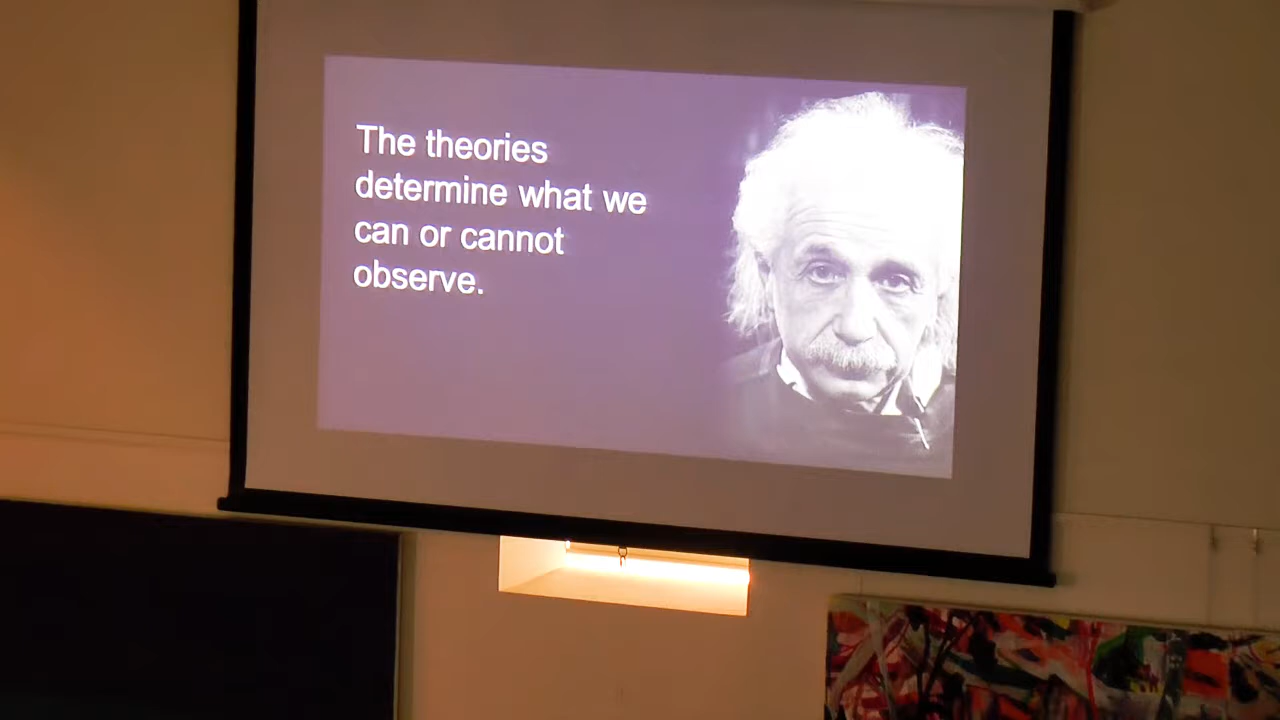 The theories
determine what we
can or cannot
observe.